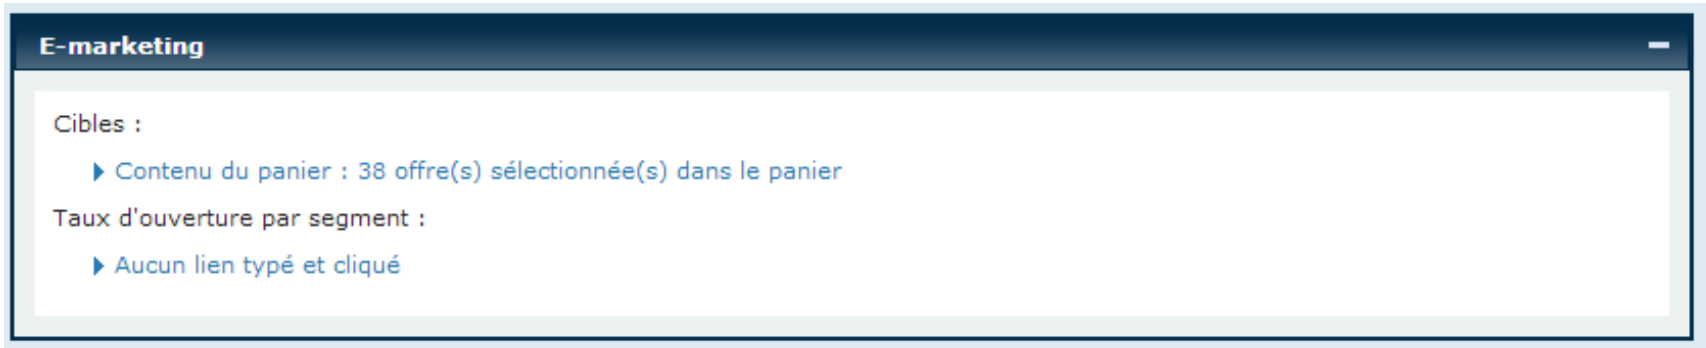 E-marketing
Cibles :
Contenu du panier : 38 offre(s) sélectionnée(s) dans le panier
Taux d'ouverture par segment :
Aucun lien typé et cliqué